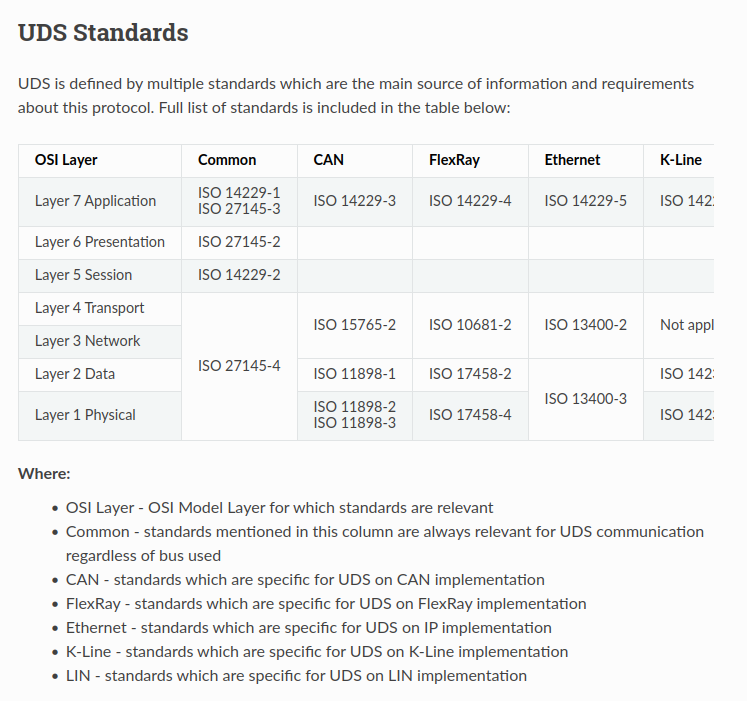 UDS Standards
UDS is defined by multiple standards which are the main source of information and requirements
about this protocol. Full list of standards is included in the table below:
OSI Layer Common CAN FlexRay Ethernet K-Line
Layer 7 Application ISO 14229-1 ISO 27145-3 ISO 14229-3 ISO 14229-4 ISO 14229-5 ISO 142
Layer 6 Presentation ISO 27145-2
Layer 5 Session ISO 14229-2
Layer 4 Transport
Layer 3 Network
ISO 27145-4
ISO 15765-2 ISO 10681-2 ISO 13400-2 Not appl
Layer 2 Data ISO 11898-1 ISO 17458-2 ISO 13400-3 ISO 142
Layer 1 Physical ISO 11898-2 ISO 11898-3 ISO 17458-4 ISO 142
Where:
• OSI Layer - OSI Model Layer for which standards are relevant
• Common - standards mentioned in this column are always relevant for UDS communication
regardless of bus used
• CAN - standards which are specific for UDS on CAN implementation
• FlexRay - standards which are specific for UDS on FlexRay implementation
• Ethernet - standards which are specific for UDS on IP implementation
• K-Line - standards which are specific for UDS on K-Line implementation
• LIN - standards which are specific for UDS on LIN implementation